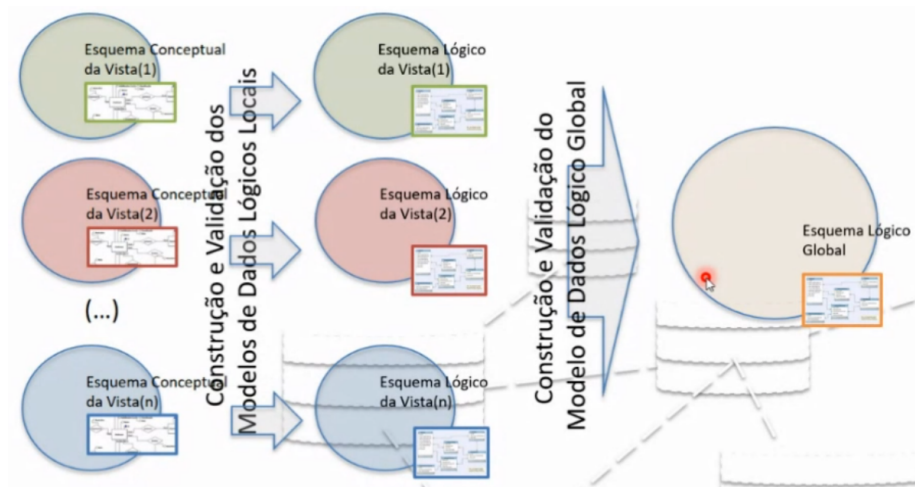 Esquema Conceptual
da Vista(1)
Esquema Lógico
da Vista(1)
Esquema Conceptual
da Vista(2)
Esquema Lógico
da Vista(2)
(...)
Esquema Conceptual
da Vista(n)
Esquema Lógico
da Vista(n)
Construção e Validação dos
Modelos de Dados Lógicos Locais
Construção e Validação do
Modelo de Dados Lógico Global
Esquema Lógico
Global